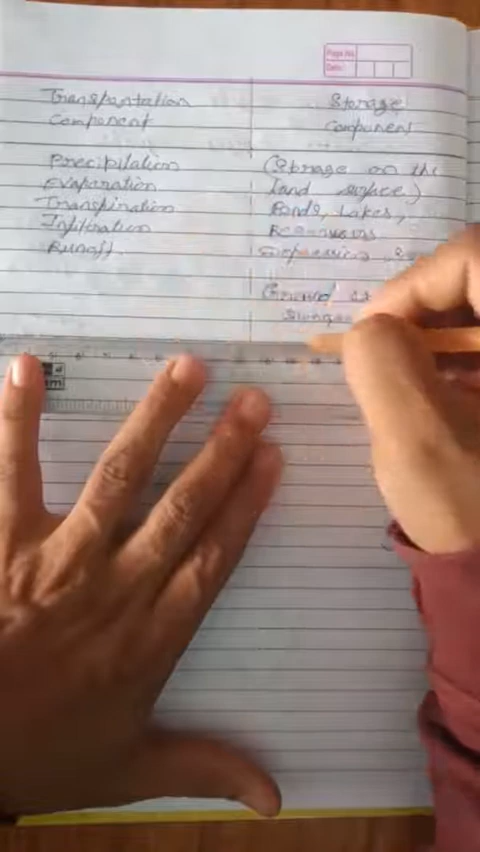 Page No.
Date:
Transportation Storage
Component Component
Precipitation (Storage on the
Evaporation land surface)
Transpiration Ponds, Lakes,
Infiltration Reservoirs
Runoff
Ground